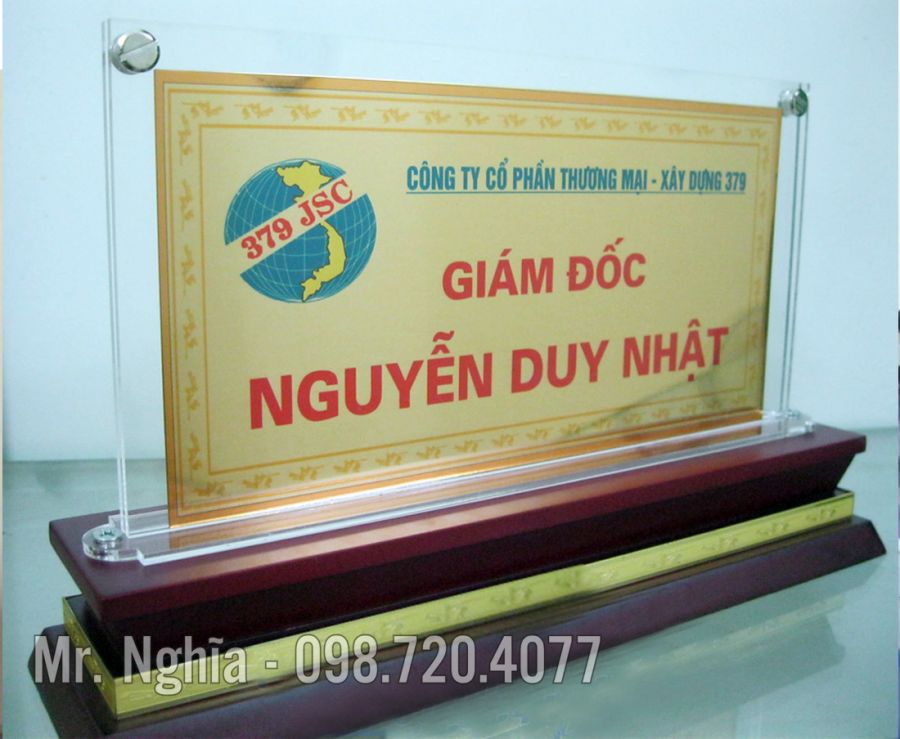 CÔNG TY CỔ PHẦN THƯƠNG MẠI - XÂY DỰNG 379
379 JSC
GIÁM ĐỐC
NGUYỄN DUY NHẬT
Mr. Nghĩa - 098.720.4077